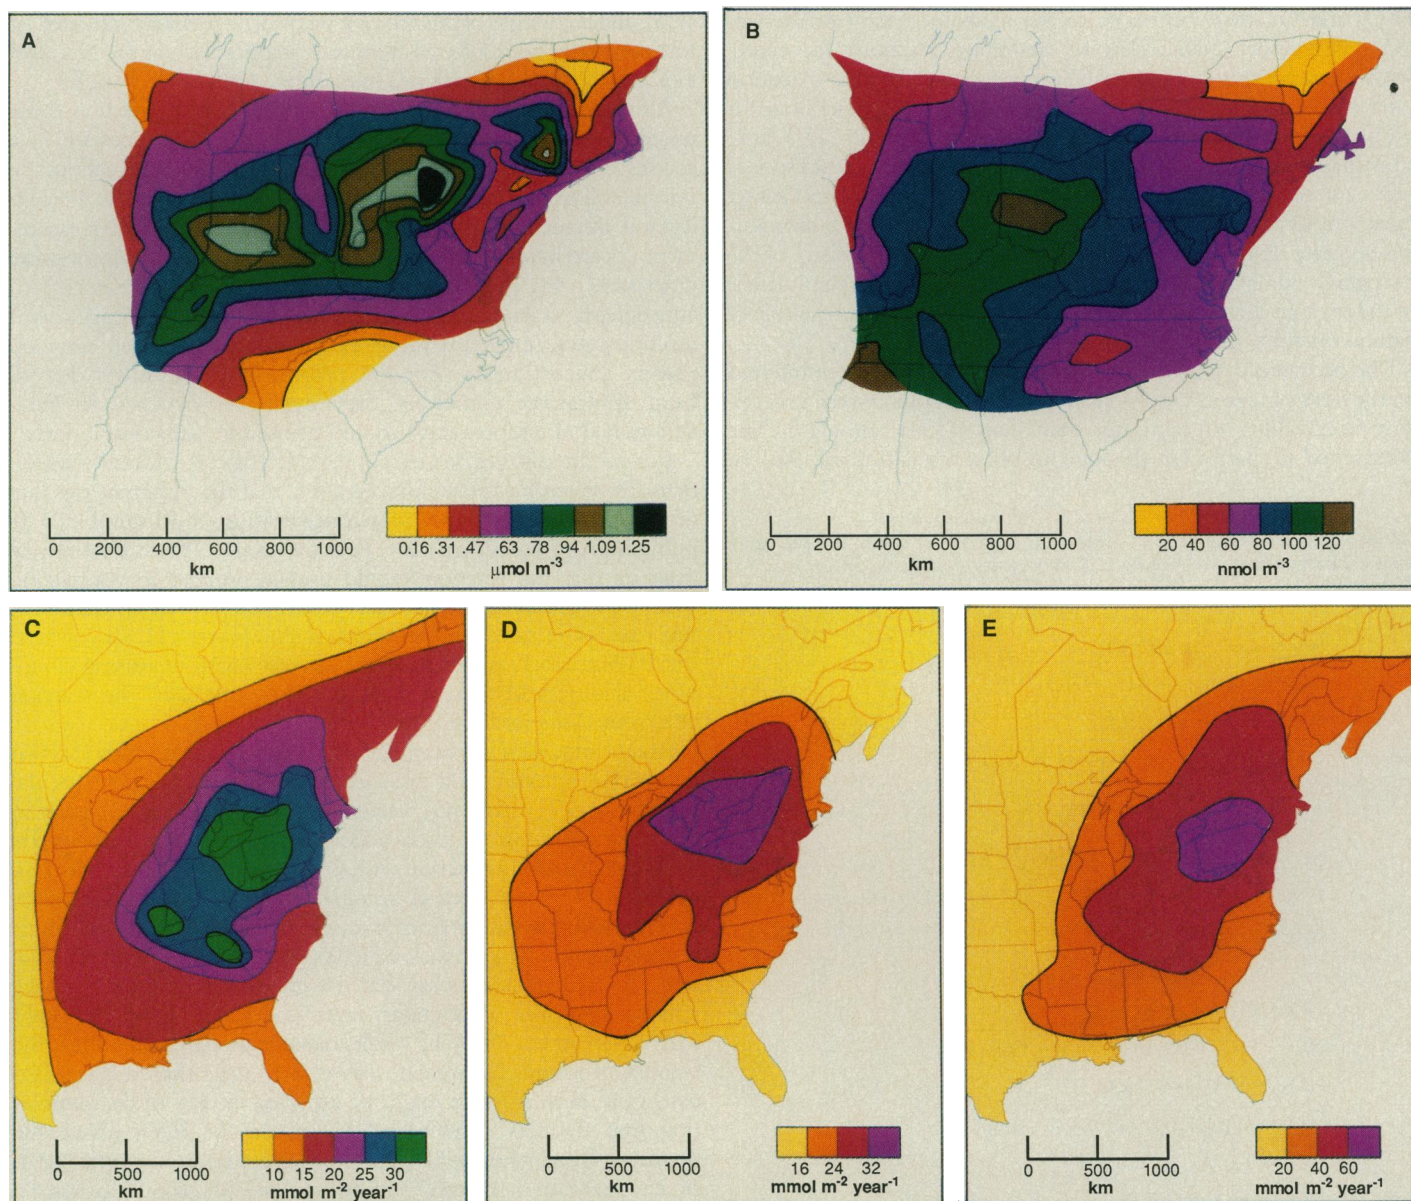 A
0.16 .31 .47 .63 .78 .94 1.09 1.25
μmol m⁻³
0 200 400 600 800 1000
km
B
20 40 60 80 100 120
nmol m⁻³
0 200 400 600 800 1000
km
C
0 500 1000
km
10 15 20 25 30
mmol m⁻² year⁻¹
D
0 500 1000
km
16 24 32
mmol m⁻² year⁻¹
E
0 500 1000
km
20 40 60
mmol m⁻² year⁻¹